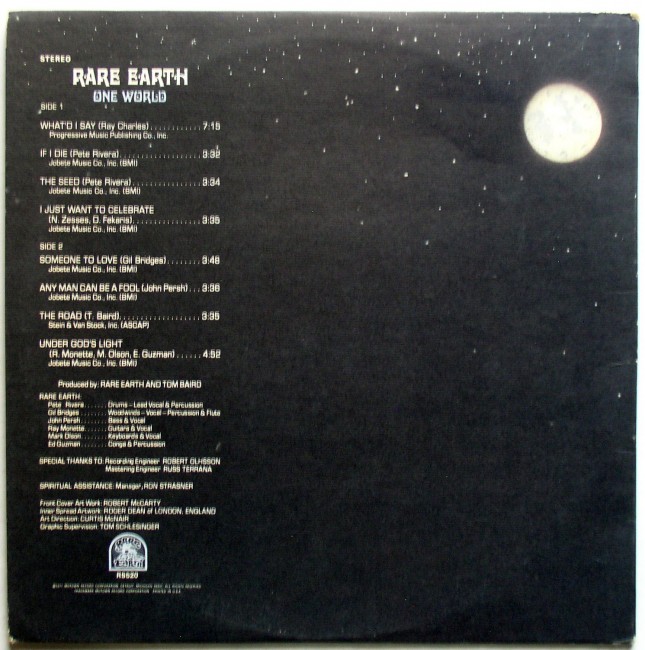 STEREO
RARE EARTH
ONE WORLD
SIDE 1
WHAT'D I SAY (Ray Charles)............7:15
Progressive Music Publishing Co., Inc.
IF I DIE (Pete Rivera)....................3:32
Jobete Music Co., Inc. (BMI)
THE SEED (Pete Rivera)................3:34
Jobete Music Co., Inc. (BMI)
I JUST WANT TO CELEBRATE
(N. Zesses, D. Fekaris)................3:35
Jobete Music Co., Inc. (BMI)
SIDE 2
SOMEONE TO LOVE (Gil Bridges)........3:46
Jobete Music Co., Inc. (BMI)
ANY MAN CAN BE A FOOL (John Persh)...3:36
Jobete Music Co., Inc. (BMI)
THE ROAD (T. Baird)....................3:35
Stein & Van Stock, Inc. (ASCAP)
UNDER GOD'S LIGHT
(R. Monette, M. Olson, E. Guzman)......4:52
Jobete Music Co., Inc. (BMI)
Produced by: RARE EARTH AND TOM BAIRD
RARE EARTH:
Pete Rivera.......Drums-Lead Vocal & Percussion
Gil Bridges.......Woodwinds-Vocal-Percussion & Flute
John Persh.......Bass & Vocal
Ray Monette.......Guitars & Vocal
Mark Olson.......Keyboards & Vocal
Ed Guzman.......Conga & Percussion
SPECIAL THANKS TO: Recording Engineer ROBERT OLHSSON
Mastering Engineer RUSS TERRANA
SPIRITUAL ASSISTANCE: Manager, RON STRASNER
Front Cover Art Work: ROBERT McCARTY
Inner Spread Artwork: RODGER DEAN of LONDON, ENGLAND
Art Direction: CURTIS McNAIR
Graphic Supervision: TOM SCHLESINGER
RARE EARTH
RS520